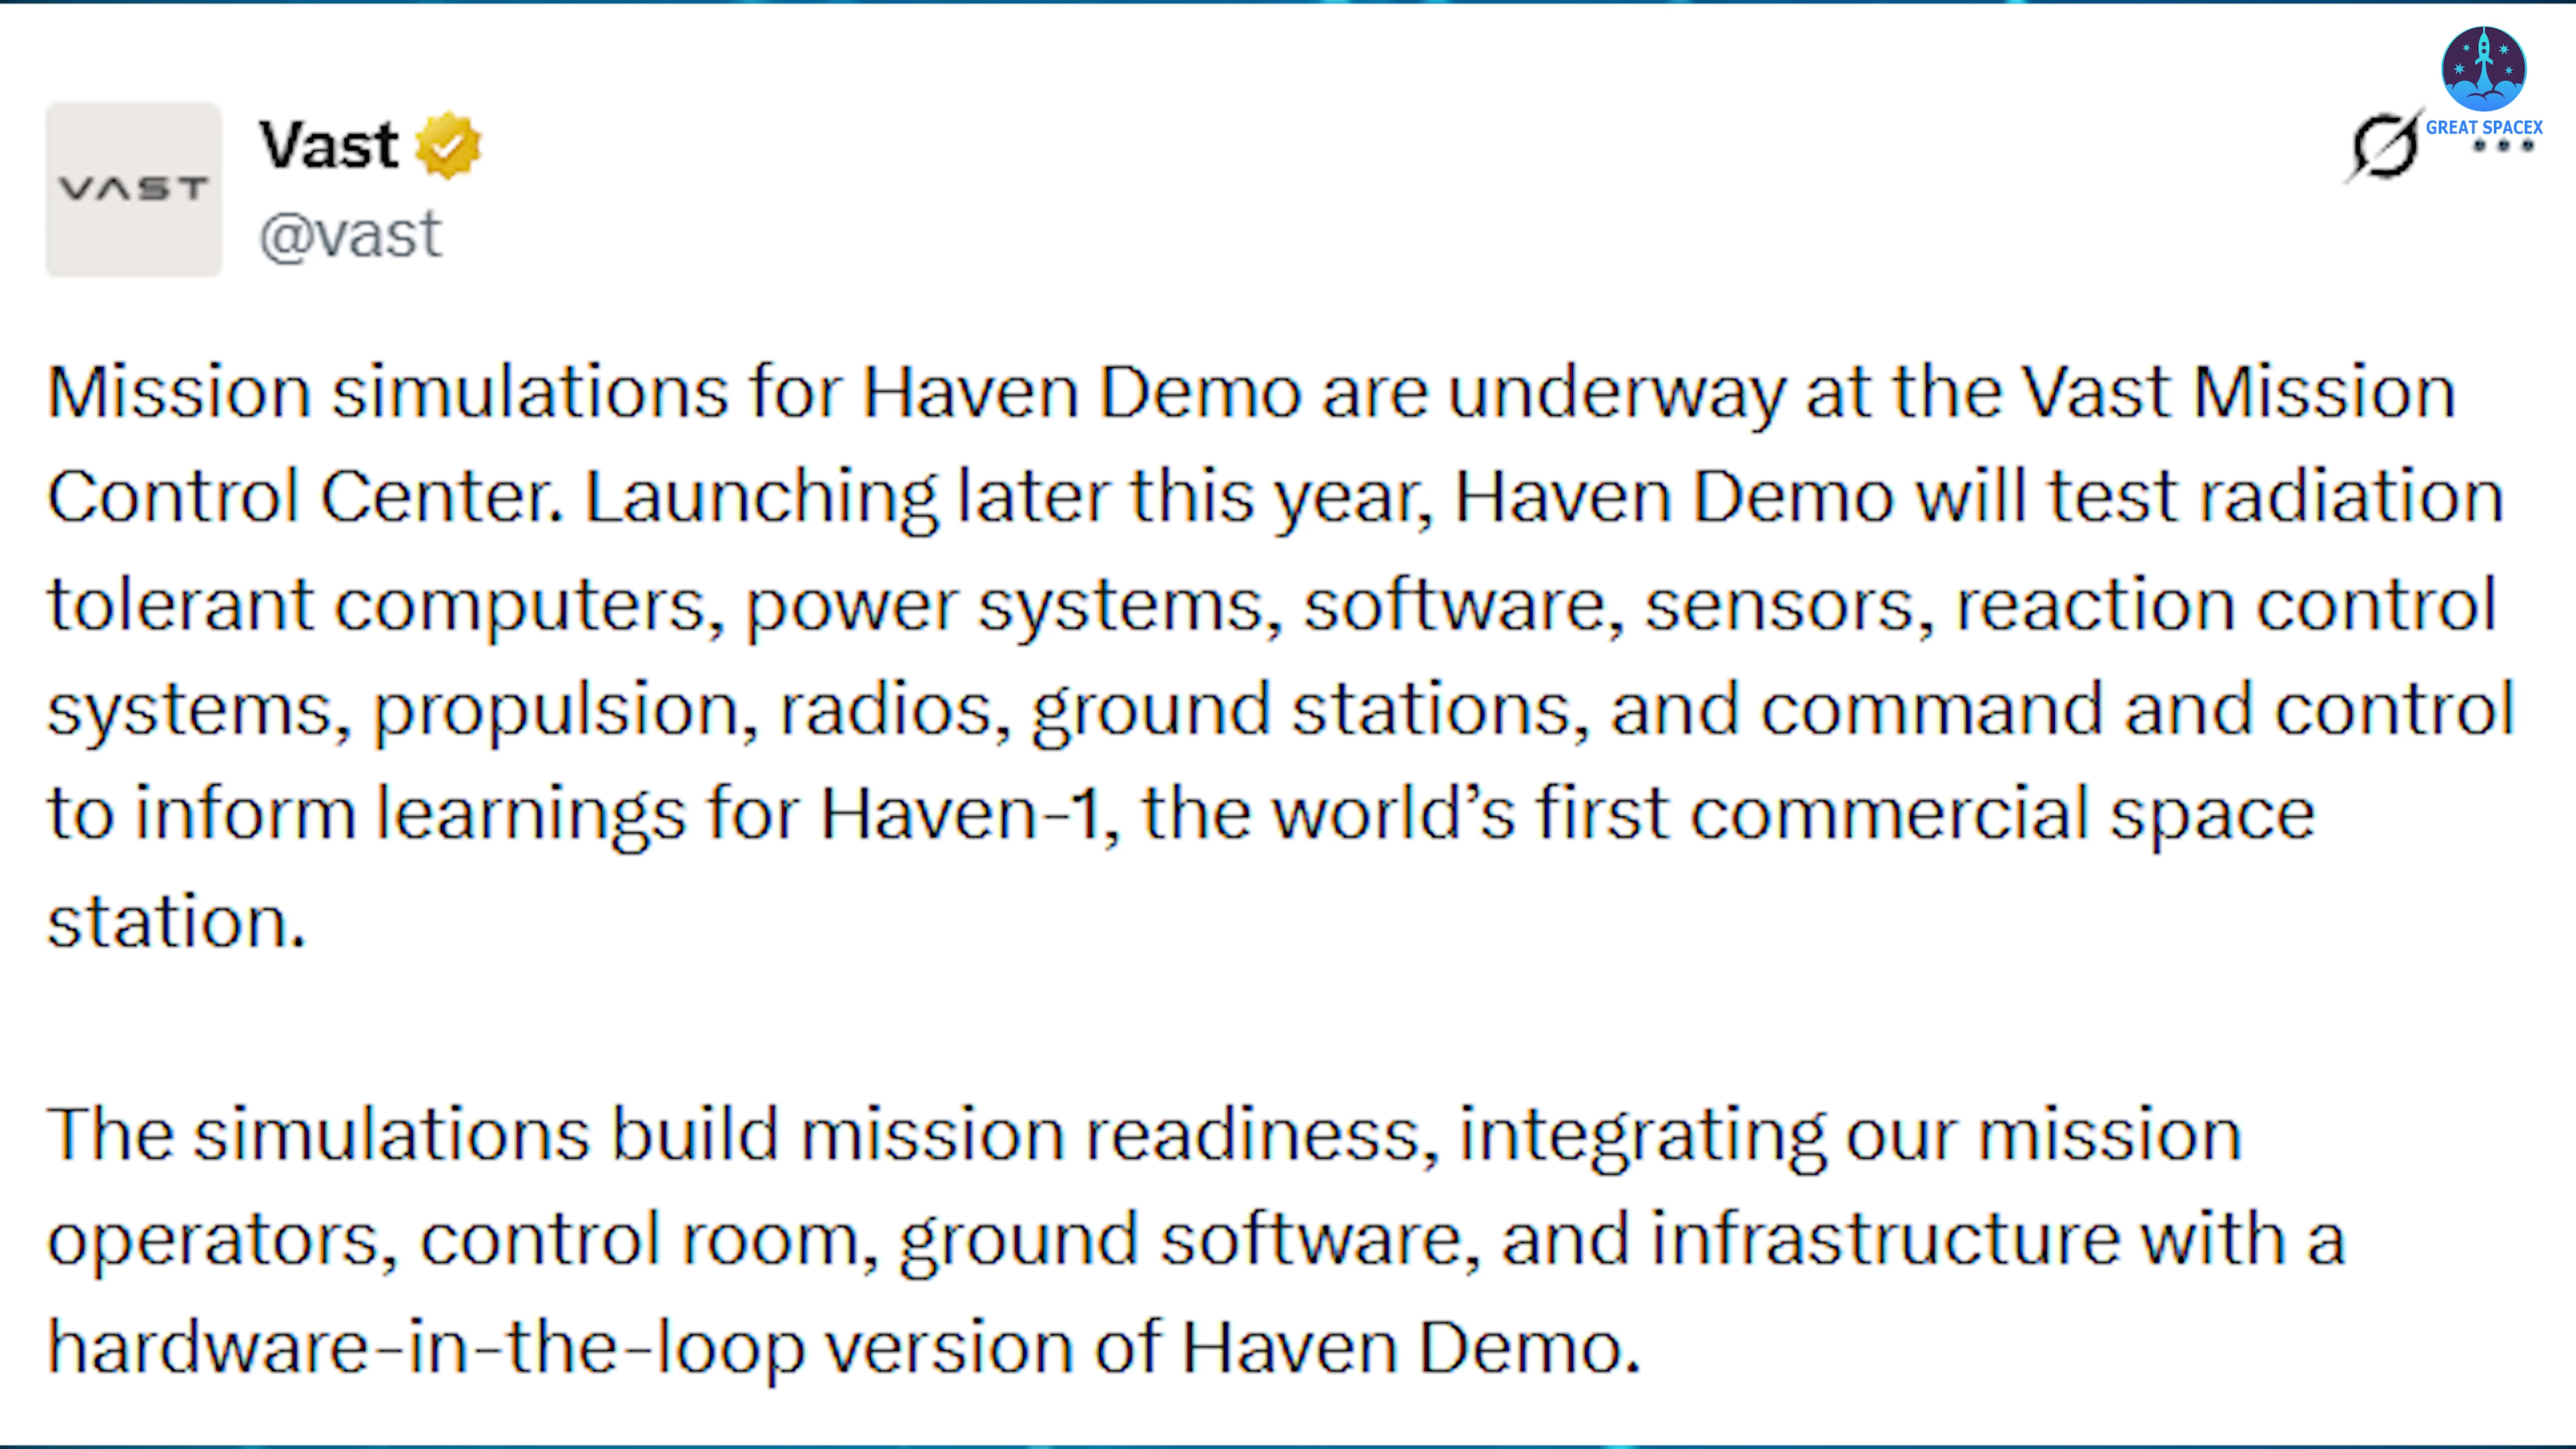 GREAT SPACEX
VAST
Vast
@vast
Mission simulations for Haven Demo are underway at the Vast Mission
Control Center. Launching later this year, Haven Demo will test radiation
tolerant computers, power systems, software, sensors, reaction control
systems, propulsion, radios, ground stations, and command and control
to inform learnings for Haven-1, the world’s first commercial space
station.
The simulations build mission readiness, integrating our mission
operators, control room, ground software, and infrastructure with a
hardware-in-the-loop version of Haven Demo.